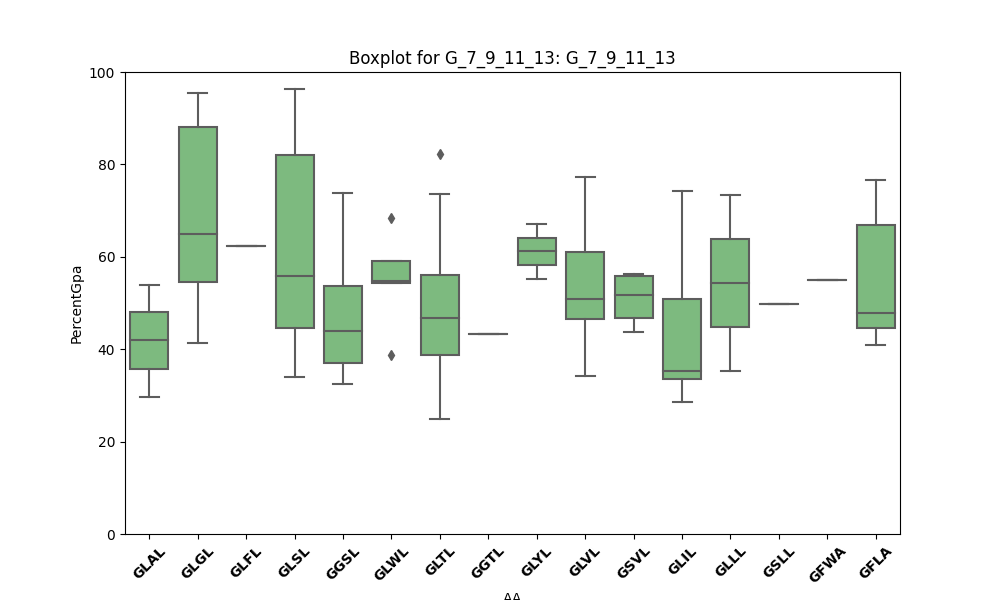 Boxplot for G_7_9_11_13: G_7_9_11_13
PercentGpa
100
80
60
40
20
0
GLAL
GLGL
GLFL
GLSL
GGSL
GLWL
GLTL
GGTL
GLYL
GLVL
GSVL
GLIL
GLLL
GSLL
GFWA
GFLA
AA